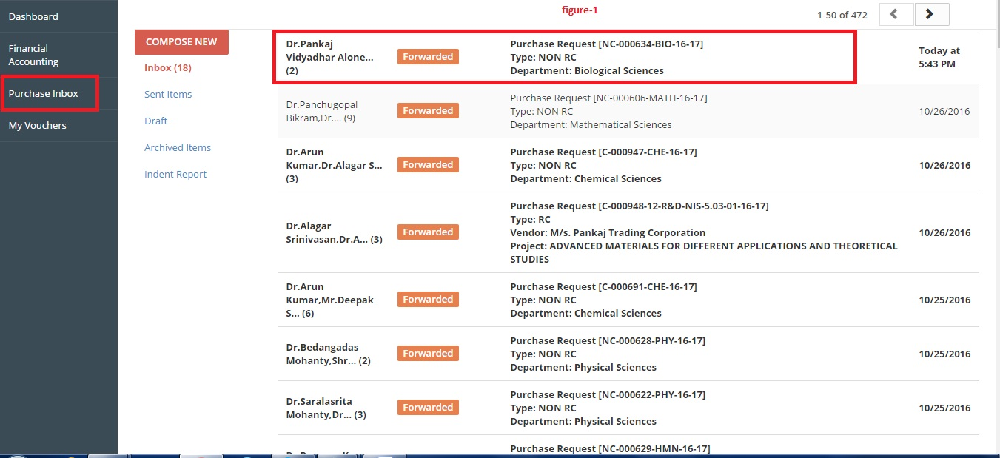 Dashboard
Financial
Accounting
Purchase Inbox
My Vouchers
figure-1
1-50 of 472
COMPOSE NEW
Inbox (18)
Sent Items
Draft
Archived Items
Indent Report
Dr.Pankaj
Vidyadhar Alone...
(2)
Forwarded
Purchase Request [NC-000634-BIO-16-17]
Type: NON RC
Department: Biological Sciences
Today at
5:43 PM
Dr.Panchugopal
Bikram,Dr.... (9)
Forwarded
Purchase Request [NC-000606-MATH-16-17]
Type: NON RC
Department: Mathematical Sciences
10/26/2016
Dr.Arun
Kumar,Dr.Alagar S...
(3)
Forwarded
Purchase Request [C-000947-CHE-16-17]
Type: NON RC
Department: Chemical Sciences
10/26/2016
Dr.Alagar
Srinivasan,Dr.A... (3)
Forwarded
Purchase Request [C-000948-12-R&D-NIS-5.03-01-16-17]
Type: RC
Vendor: M/s. Pankaj Trading Corporation
Project: ADVANCED MATERIALS FOR DIFFERENT APPLICATIONS AND THEORETICAL
STUDIES
10/26/2016
Dr.Arun
Kumar,Mr.Deepak
S... (6)
Forwarded
Purchase Request [C-000691-CHE-16-17]
Type: NON RC
Department: Chemical Sciences
10/25/2016
Dr.Bedangadas
Mohanty,Shr... (2)
Forwarded
Purchase Request [NC-000628-PHY-16-17]
Type: NON RC
Department: Physical Sciences
10/25/2016
Dr.Saralasrita
Mohanty,Dr... (3)
Forwarded
Purchase Request [NC-000622-PHY-16-17]
Type: NON RC
Department: Physical Sciences
10/25/2016
Purchase Request [NC-000629-HMN-16-17]